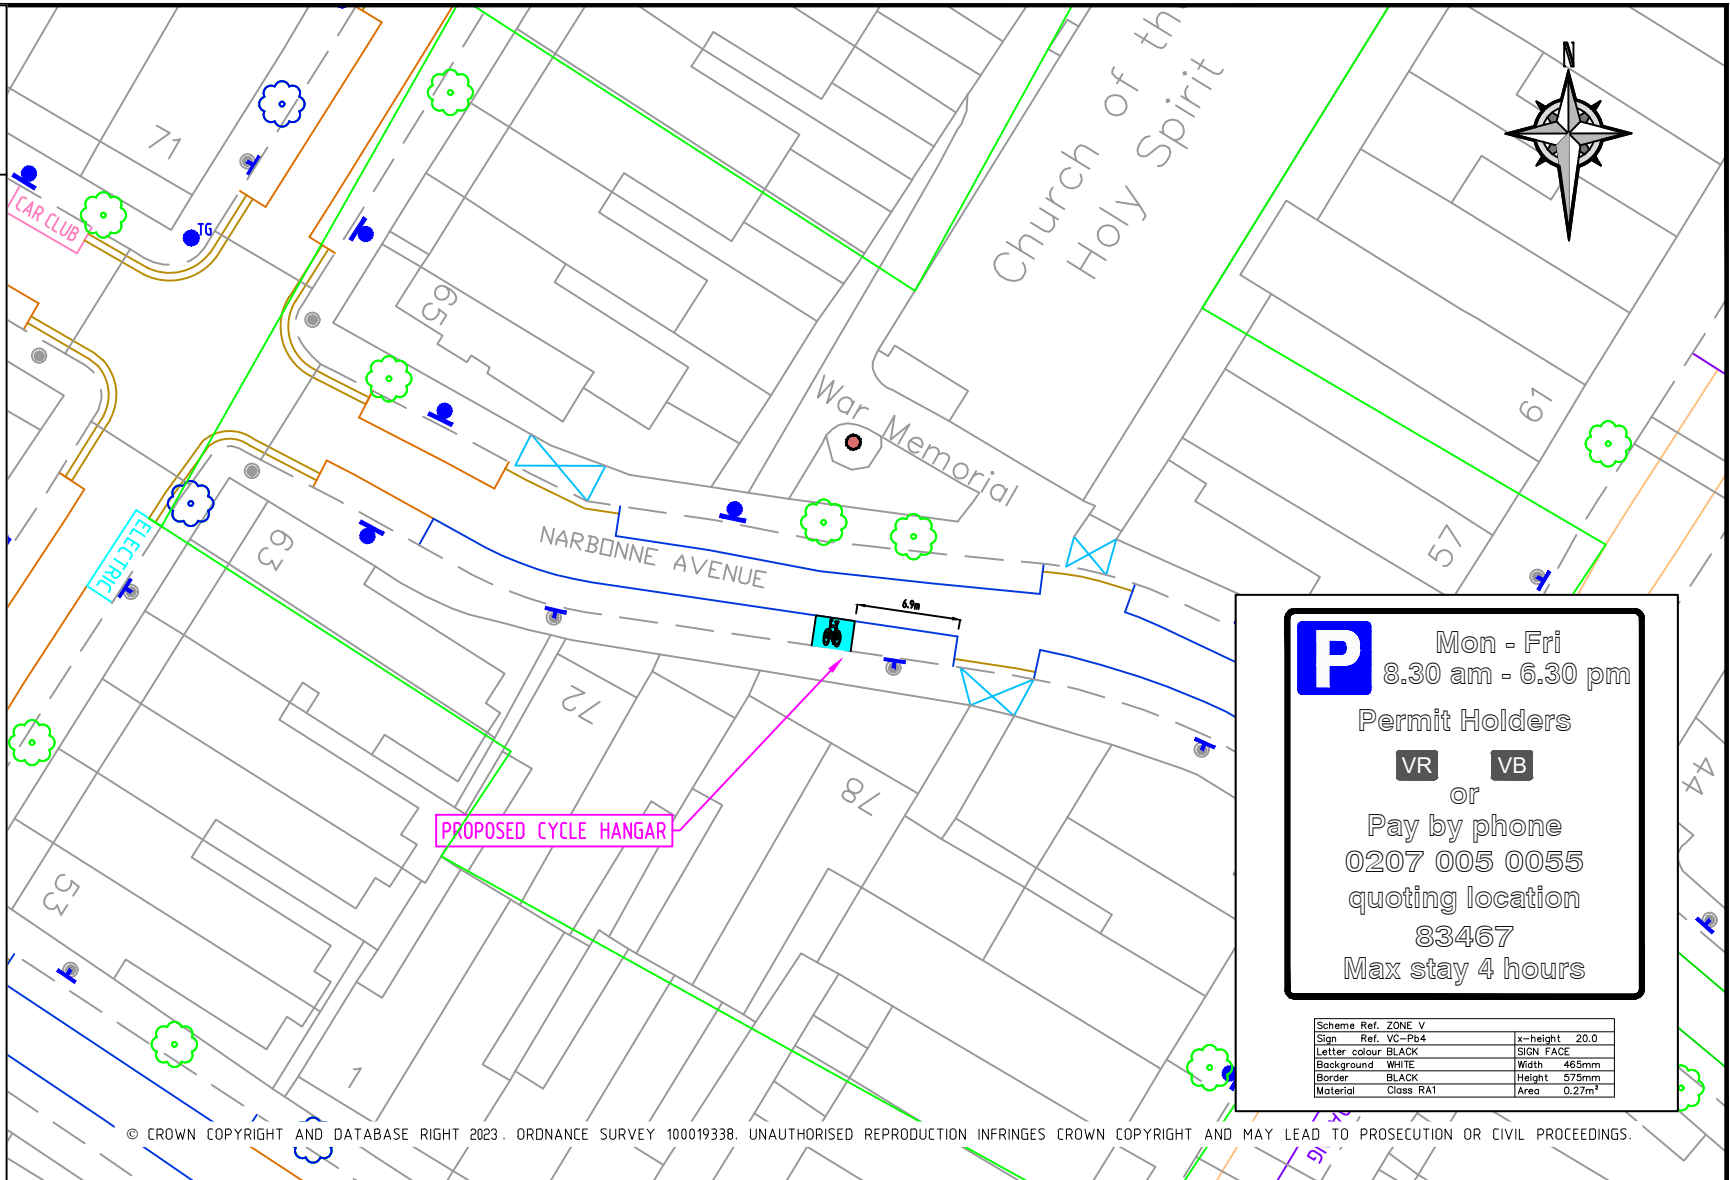 N
Church of th
Holy Spirit
71
TG
CAR CLUB
65
War Memorial
61
57
NARBONNE AVENUE
6.9m
ELECTRIC
63
72
78
PROPOSED CYCLE HANGAR
53
1
44
P
Mon - Fri
8.30 am - 6.30 pm
Permit Holders
VR VB
or
Pay by phone
0207 005 0055
quoting location
83467
Max stay 4 hours
Scheme Ref. ZONE V
Sign Ref. VC-Pb4 x-height 20.0
Letter colour BLACK SIGN FACE
Background WHITE Width 465mm
Border BLACK Height 575mm
Material Class RA1 Area 0.27m²
© CROWN COPYRIGHT AND DATABASE RIGHT 2023. ORDNANCE SURVEY 100019338. UNAUTHORISED REPRODUCTION INFRINGES CROWN COPYRIGHT AND MAY LEAD TO PROSECUTION OR CIVIL PROCEEDINGS.